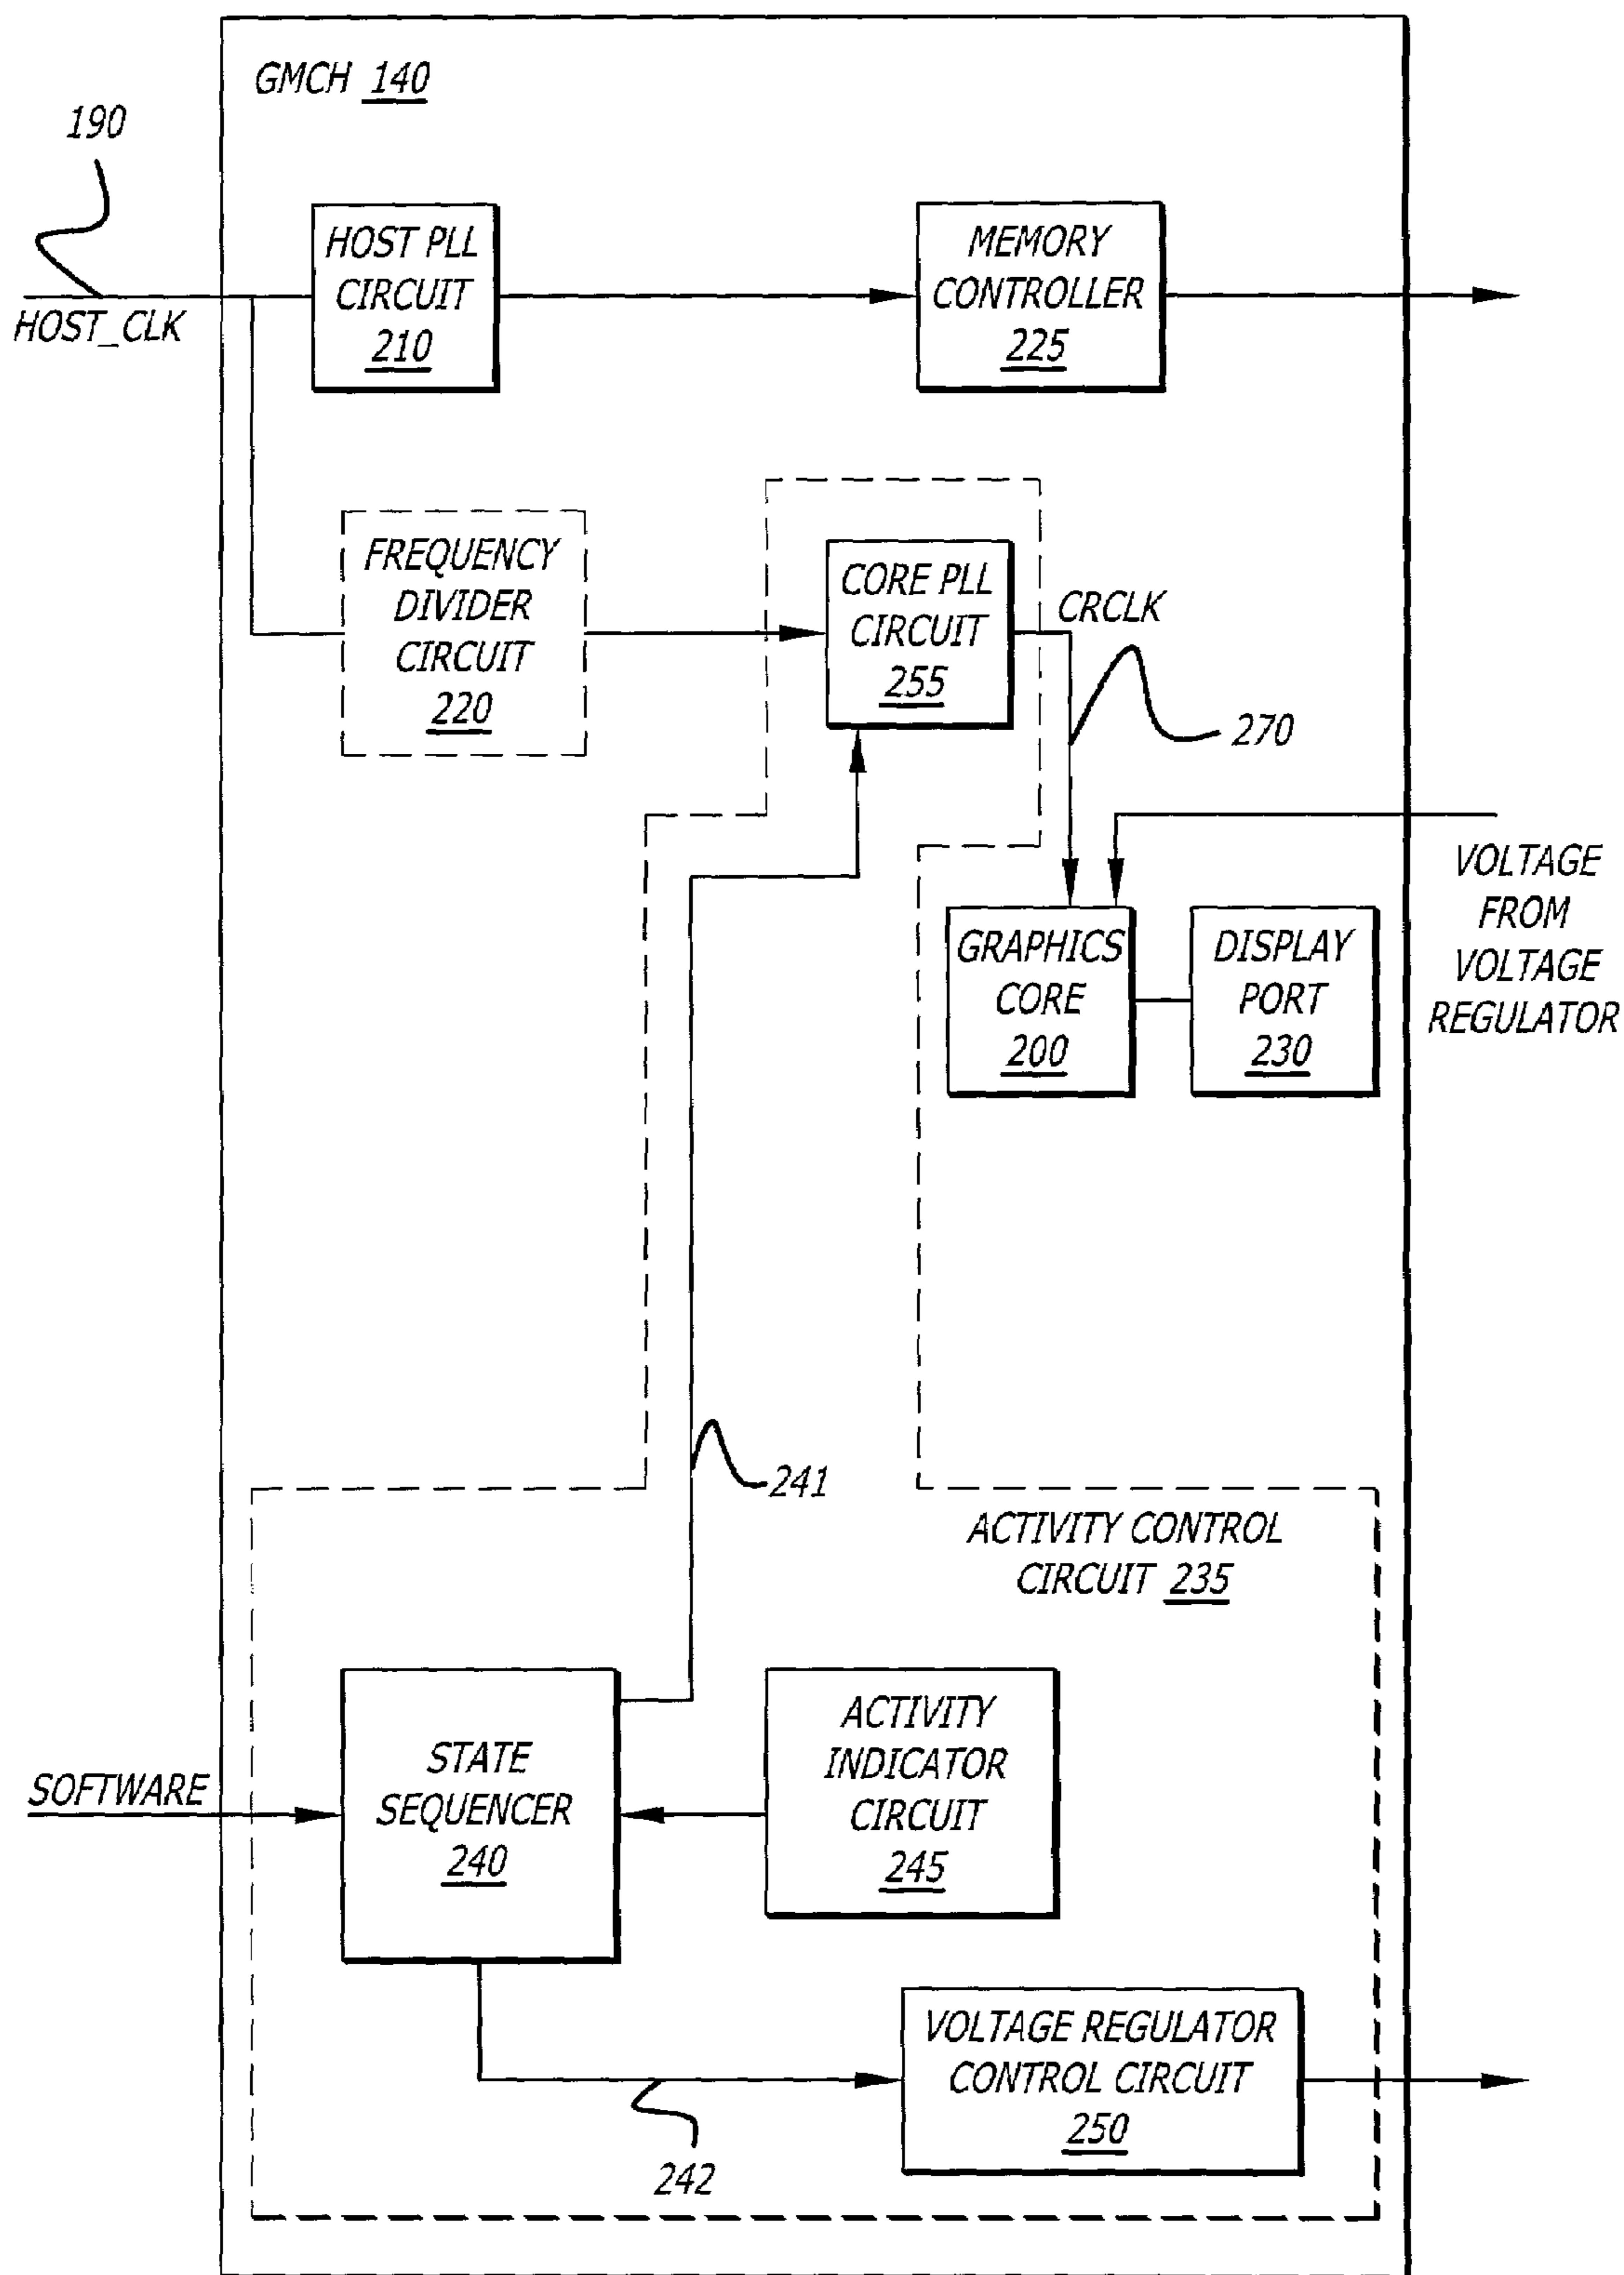 GMCH 140
190
HOST_CLK
HOST PLL
CIRCUIT
210
MEMORY
CONTROLLER
225
FREQUENCY
DIVIDER
CIRCUIT
220
CORE PLL
CIRCUIT
255
CRCLK
270
VOLTAGE
FROM
VOLTAGE
REGULATOR
GRAPHICS
CORE
200
DISPLAY
PORT
230
241
ACTIVITY CONTROL
CIRCUIT 235
SOFTWARE
STATE
SEQUENCER
240
ACTIVITY
INDICATOR
CIRCUIT
245
VOLTAGE REGULATOR
CONTROL CIRCUIT
250
242